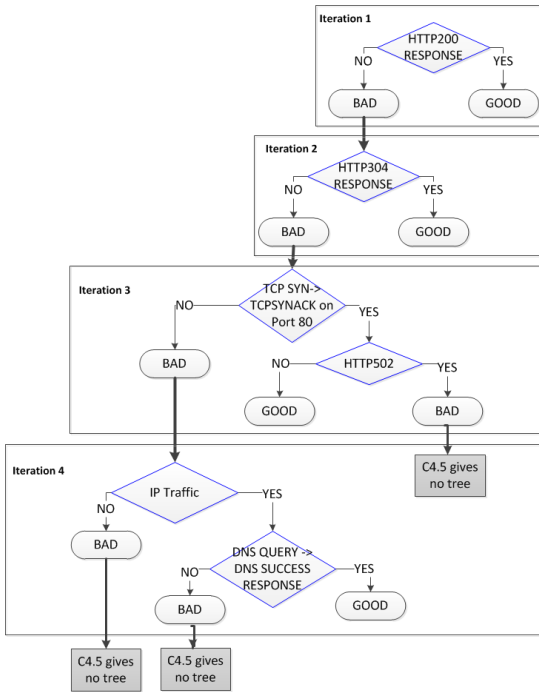 Iteration 1
HTTP200
RESPONSE
NO
YES
BAD
GOOD
Iteration 2
HTTP304
RESPONSE
NO
YES
BAD
GOOD
Iteration 3
TCP SYN->
TCPSYNACK on
Port 80
NO
YES
BAD
HTTP502
NO
YES
GOOD
BAD
C4.5 gives
no tree
Iteration 4
IP Traffic
NO
YES
BAD
DNS QUERY ->
DNS SUCCESS
RESPONSE
NO
YES
BAD
GOOD
C4.5 gives
no tree
C4.5 gives
no tree